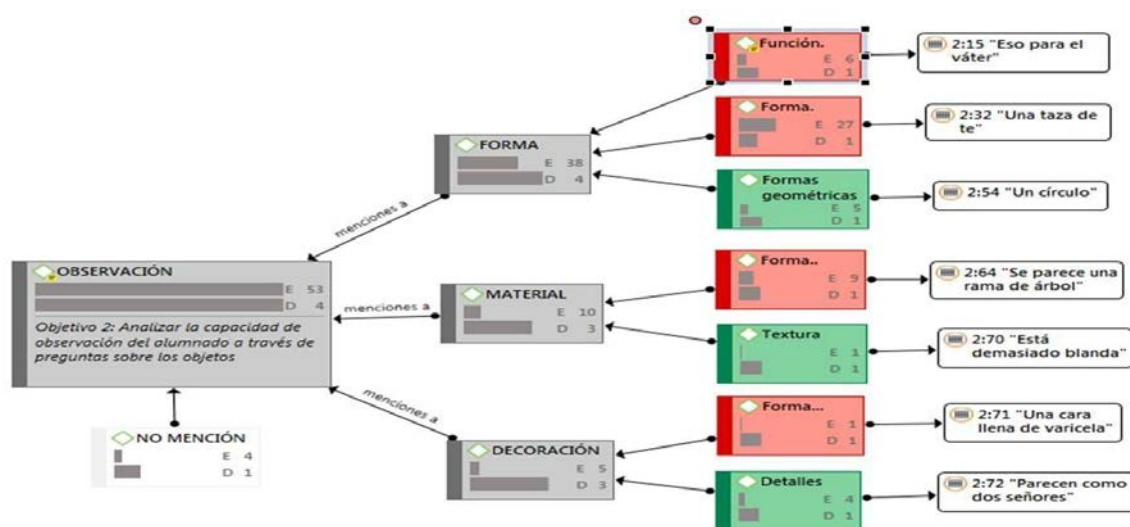 Función.
E 6
D 1
2:15 "Eso para el
váter"
Forma.
E 27
D 1
2:32 "Una taza de
te"
FORMA
E 38
D 4
Formas
geométricas
E 5
D 1
2:54 "Un círculo"
menciones a
OBSERVACIÓN
E 53
D 4
Objetivo 2: Analizar la capacidad de
observación del alumnado a través de
preguntas sobre los objetos
menciones a
MATERIAL
E 10
D 3
Forma..
E 9
D 1
2:64 "Se parece una
rama de árbol"
Textura
E 1
D 1
2:70 "Está
demasiado blanda"
menciones a
NO MENCIÓN
E 4
D 1
DECORACIÓN
E 5
D 3
Forma...
E 1
D 1
2:71 "Una cara
llena de varicela"
Detalles
E 4
D 1
2:72 "Parecen como
dos señores"